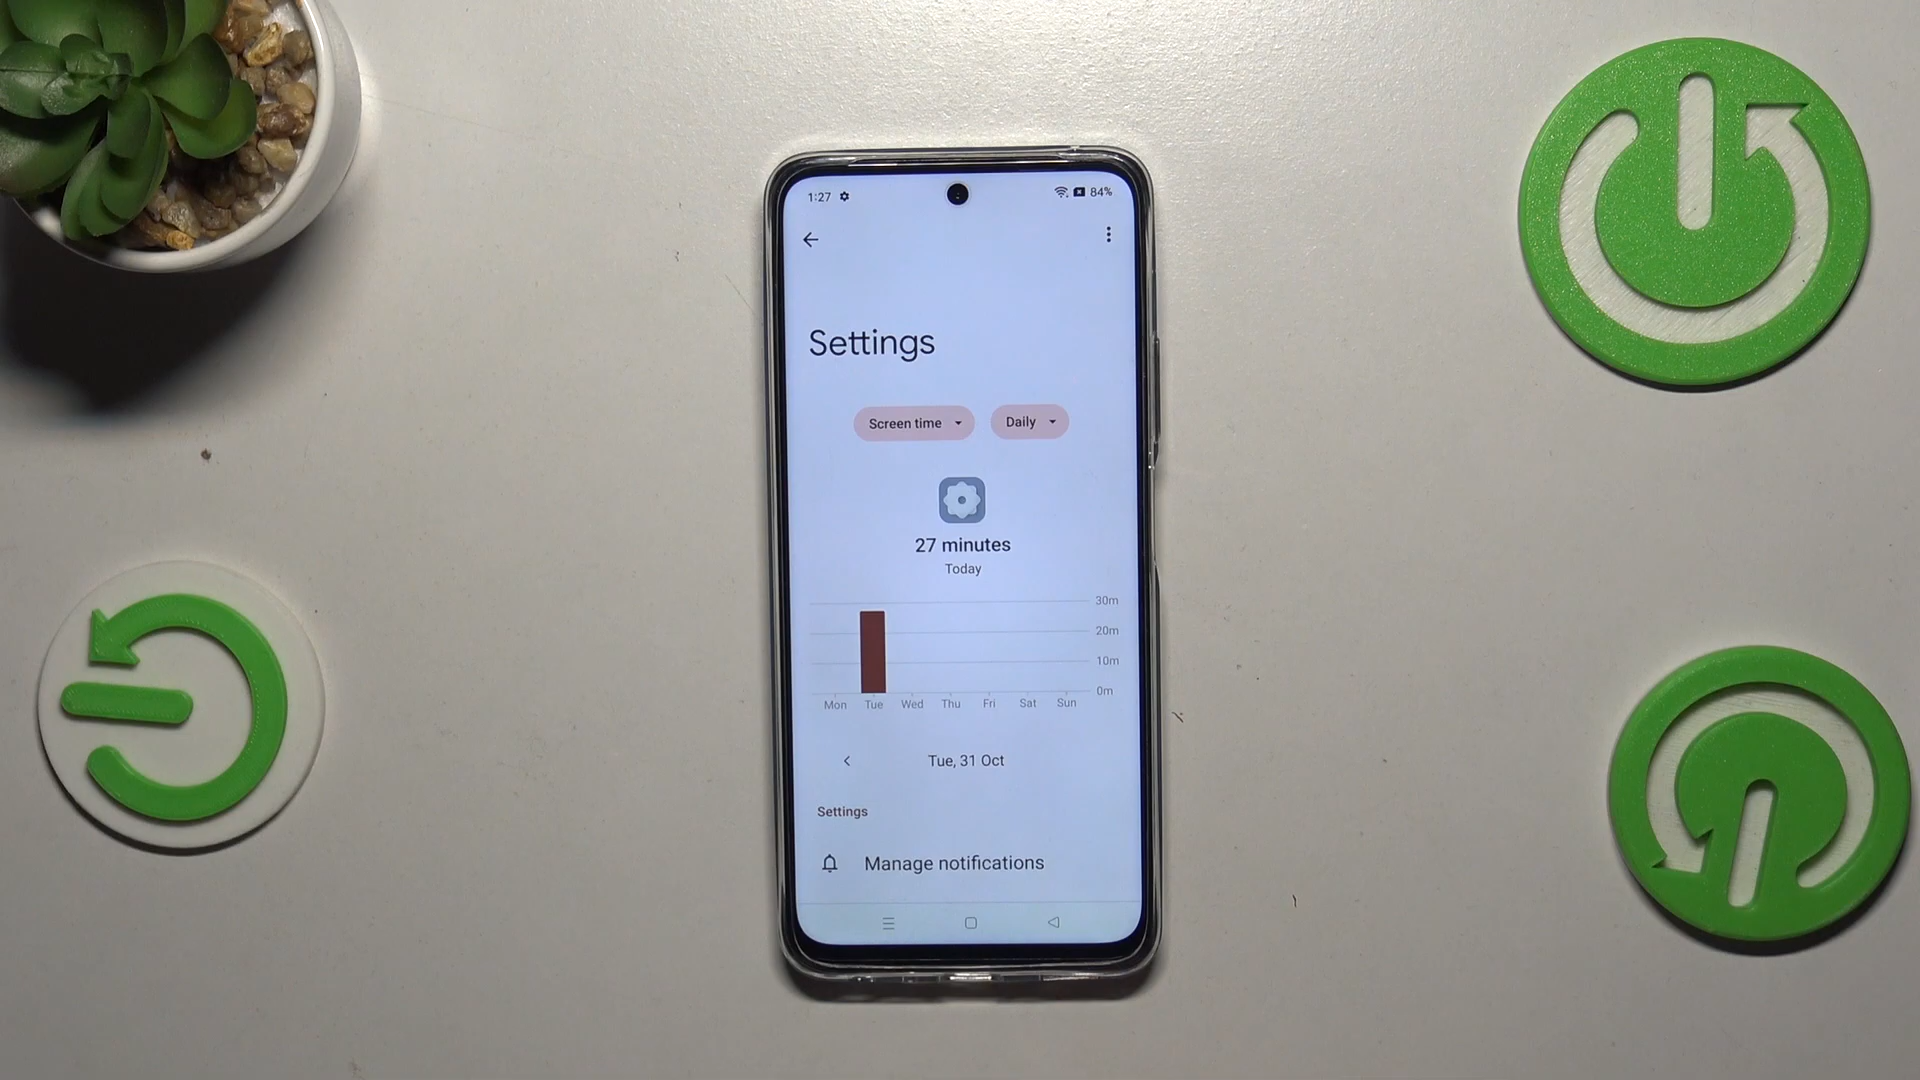 1:27 84%
Settings
Screen time Daily
27 minutes
Today
30m
20m
10m
0m
Mon Tue Wed Thu Fri Sat Sun
Tue, 31 Oct
Settings
Manage notifications